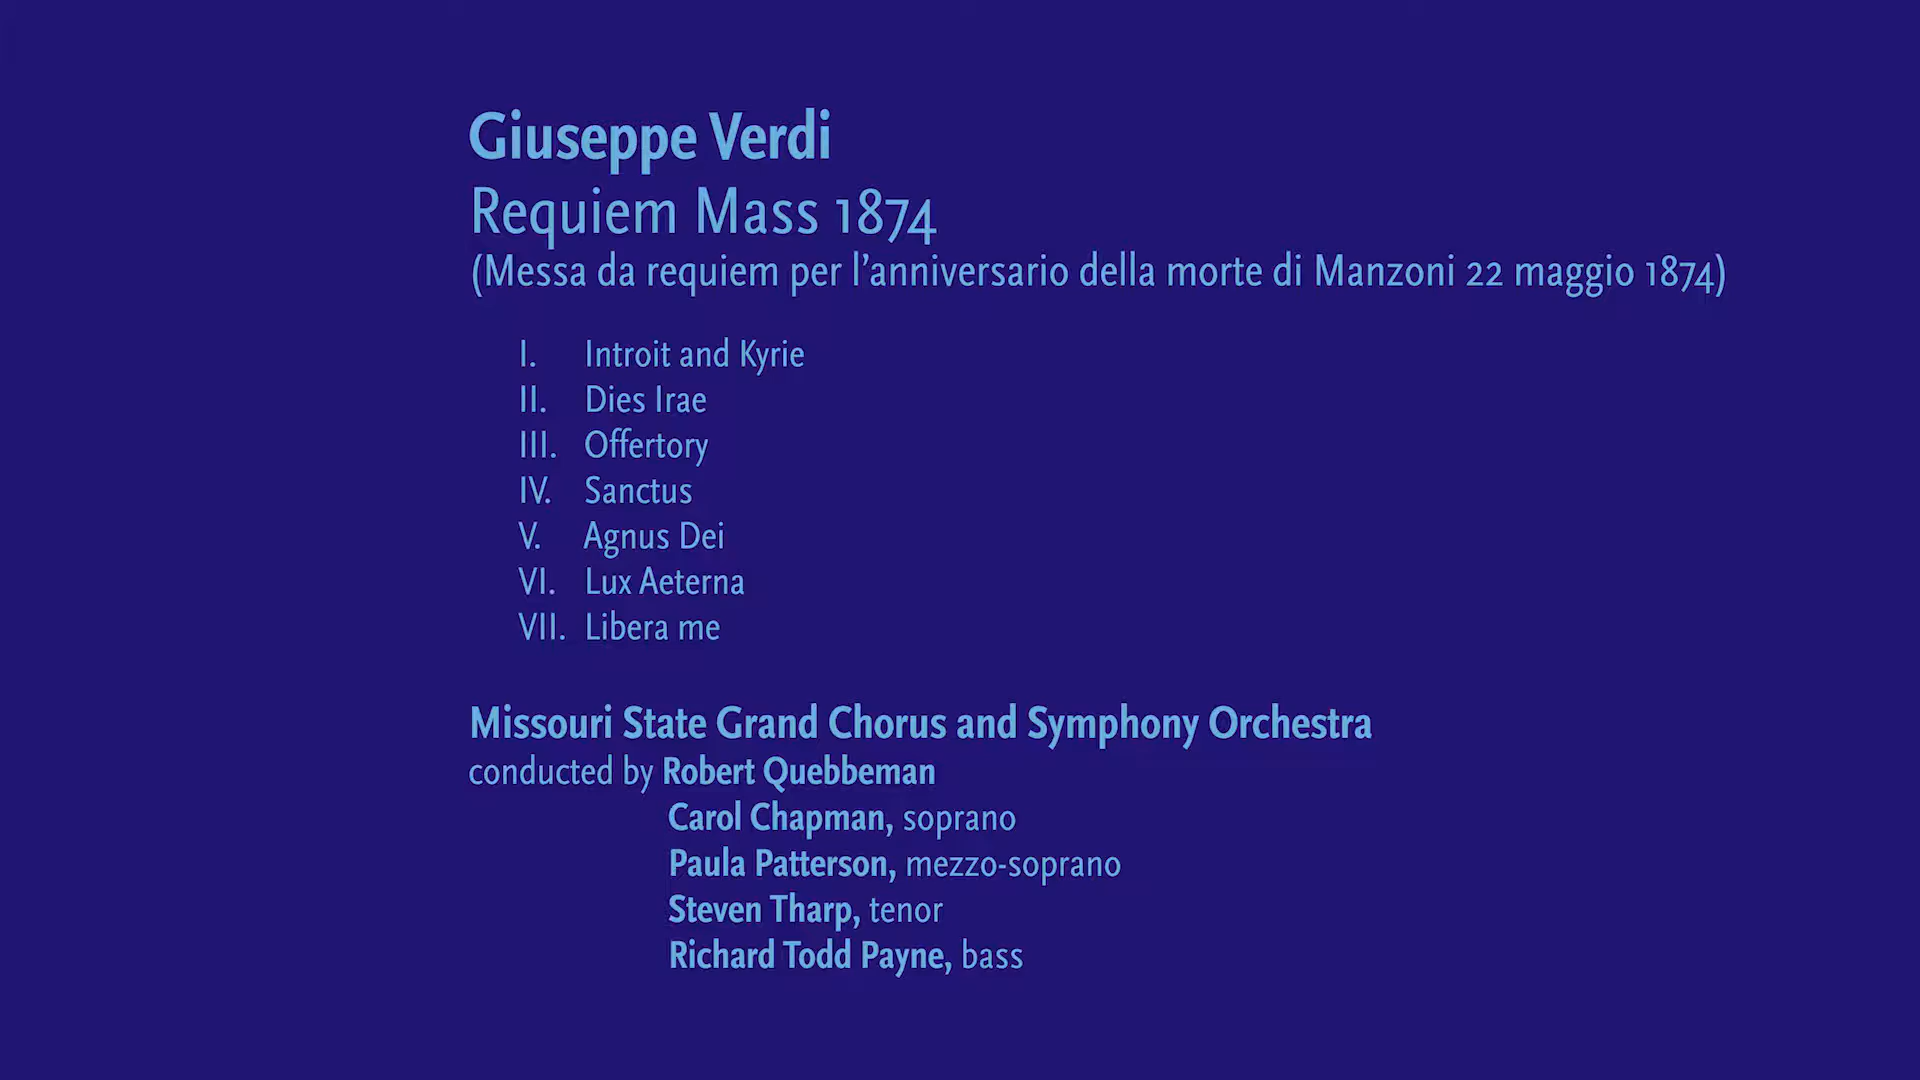 Giuseppe Verdi
Requiem Mass 1874
(Messa da requiem per l’anniversario della morte di Manzoni 22 maggio 1874)
I. Introit and Kyrie
II. Dies Irae
III. Offertory
IV. Sanctus
V. Agnus Dei
VI. Lux Aeterna
VII. Libera me
Missouri State Grand Chorus and Symphony Orchestra
conducted by Robert Quebbeman
Carol Chapman, soprano
Paula Patterson, mezzo-soprano
Steven Tharp, tenor
Richard Todd Payne, bass